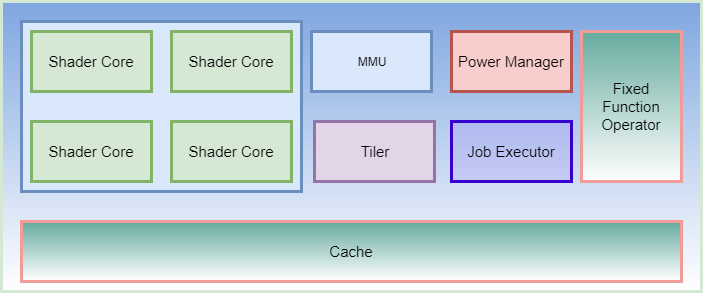 Shader Core
Shader Core
MMU
Power Manager
Fixed
Function
Operator
Shader Core
Shader Core
Tiler
Job Executor
Cache